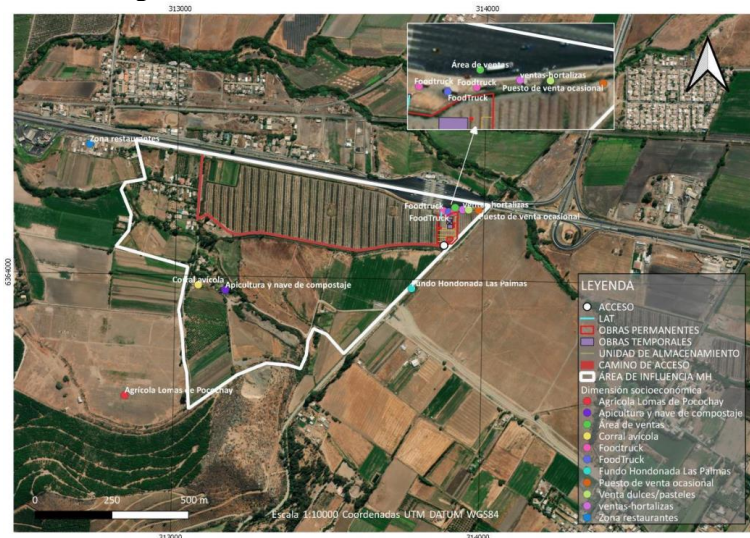 313000
314000
Área de ventas
Foodtruck
Foodtruck
ventas-hortalizas
FoodTruck
Puesto de venta ocasional
Zona restaurantes
Foodtruck
ventas-hortalizas
FoodTruck
Puesto de venta ocasional
6364000
Corral avícola
Apicultura y nave de compostaje
Fundo Hondonada Las Palmas
Agrícola Lomas de Pocochay
LEYENDA
ACCESO
LAT
OBRAS PERMANENTES
OBRAS TEMPORALES
UNIDAD DE ALMACENAMIENTO
CAMINO DE ACCESO
ÁREA DE INFLUENCIA MH
Dimensión socioeconómica
Agrícola Lomas de Pocochay
Apicultura y nave de compostaje
Área de ventas
Corral avícola
Foodtruck
FoodTruck
Fundo Hondonada Las Palmas
Puesto de venta ocasional
Venta dulces/pasteles
ventas-hortalizas
Zona restaurantes
0 250 500 m
Escala 1:10000 Coordenadas UTM DATUM WGS84
313000
314000